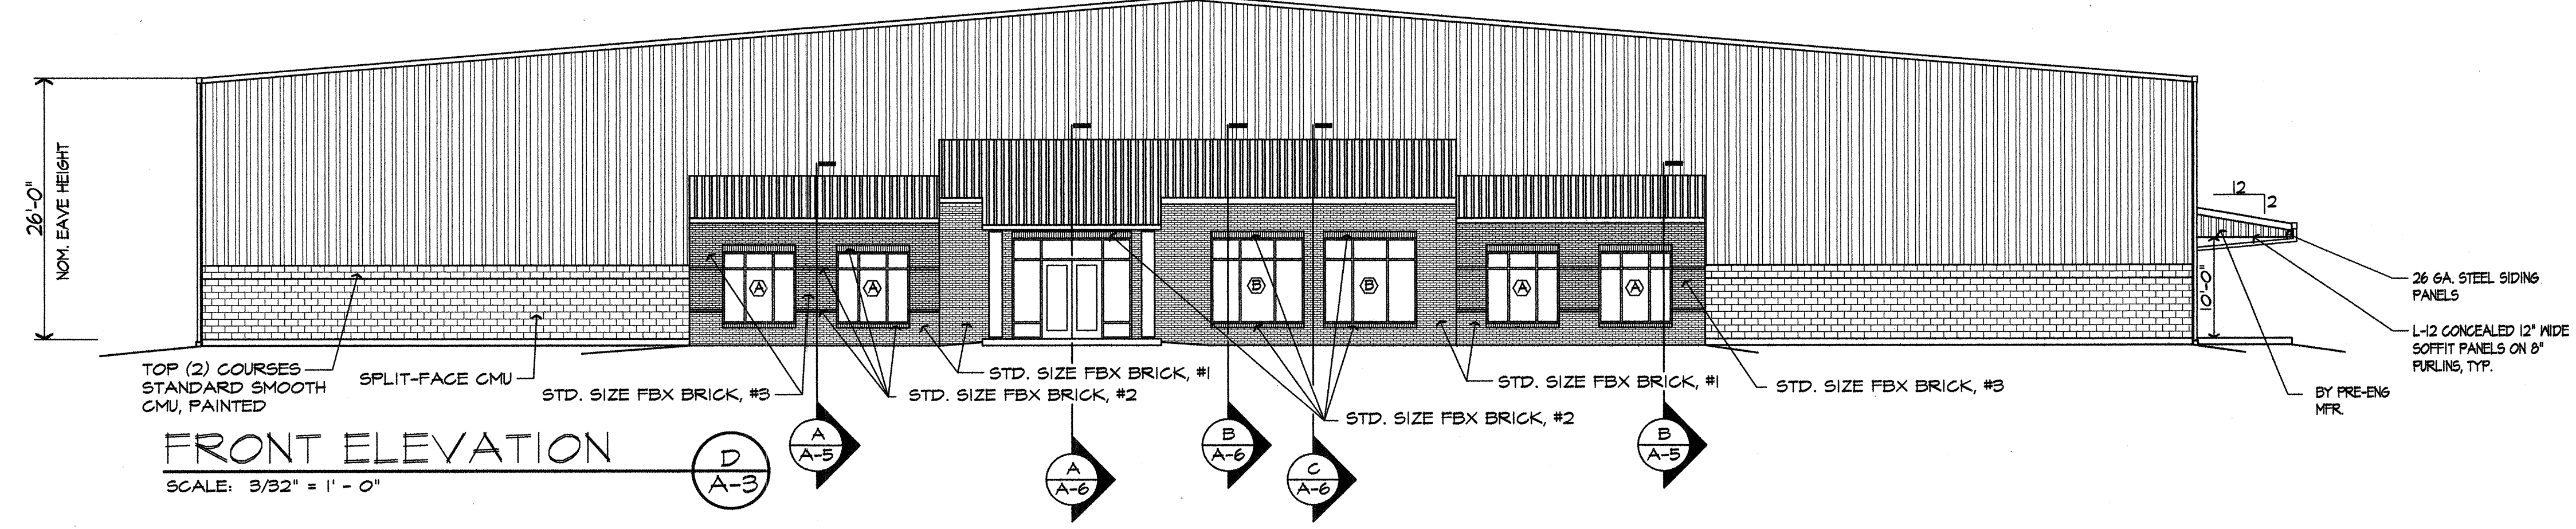 26'-0"
NOM. EAVE HEIGHT
12
2
10'-0"
A
A
B
B
A
A
26 GA. STEEL SIDING
PANELS
L-12 CONCEALED 12" WIDE
SOFFIT PANELS ON 8"
PURLINS, TYP.
BY PRE-ENG
MFR.
TOP (2) COURSES
STANDARD SMOOTH
CMU, PAINTED
SPLIT-FACE CMU
STD. SIZE FBX BRICK, #3
STD. SIZE FBX BRICK, #2
STD. SIZE FBX BRICK, #1
STD. SIZE FBX BRICK, #2
STD. SIZE FBX BRICK, #1
STD. SIZE FBX BRICK, #3
A
A-5
A
A-6
B
A-6
C
A-6
B
A-5
FRONT ELEVATION
D
A-3
SCALE: 3/32" = 1' - 0"